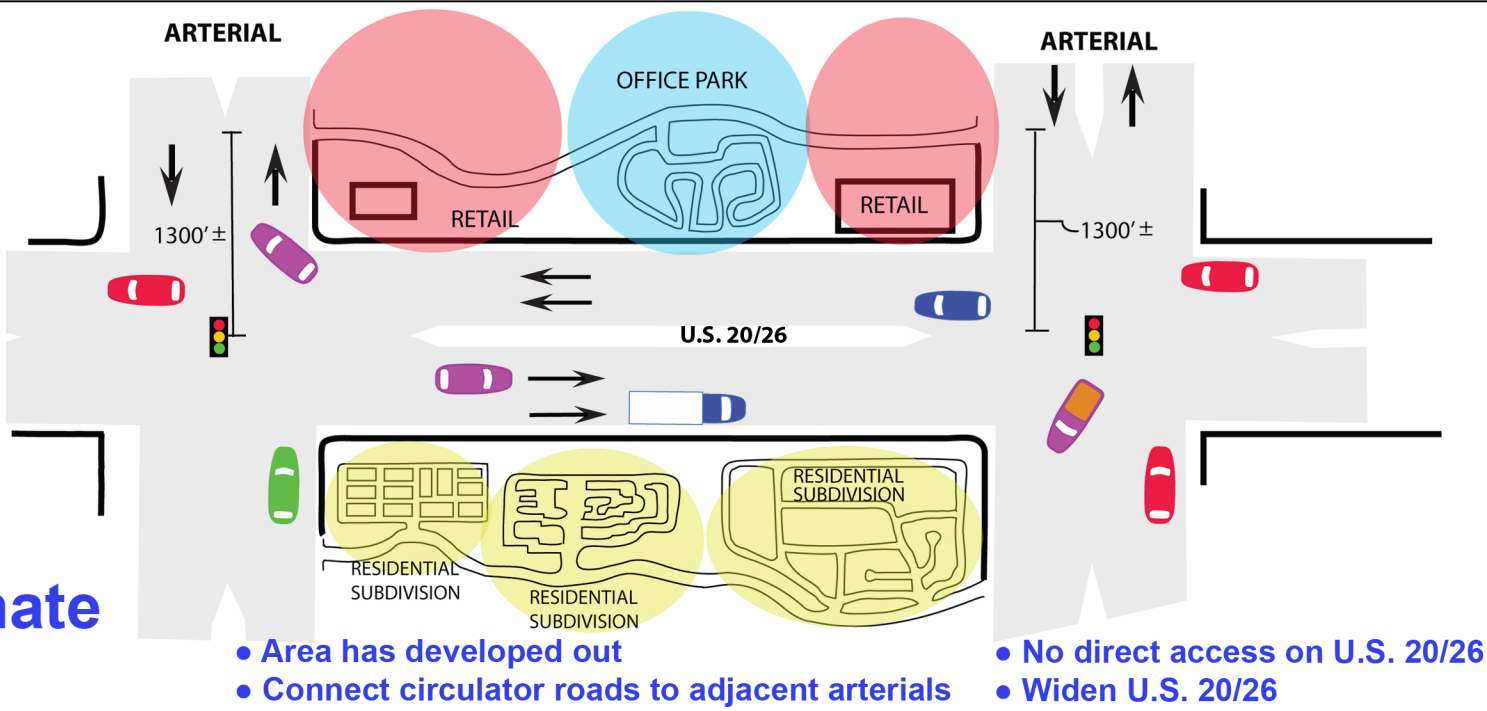 ARTERIAL
ARTERIAL
OFFICE PARK
RETAIL
RETAIL
1300' ±
1300' ±
U.S. 20/26
RESIDENTIAL
SUBDIVISION
RESIDENTIAL
SUBDIVISION
RESIDENTIAL
SUBDIVISION
• Area has developed out
• Connect circulator roads to adjacent arterials
• No direct access on U.S. 20/26
• Widen U.S. 20/26